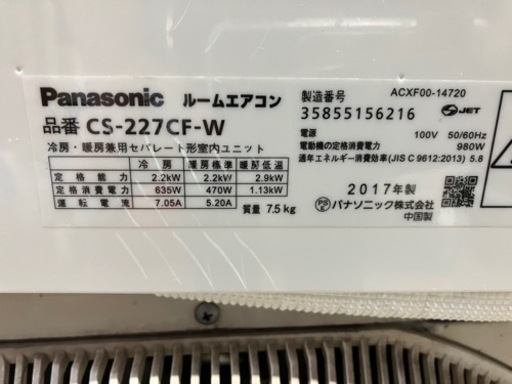 Panasonic ルームエアコン
品番 CS-227CF-W
冷房・暖房兼用セパレート形室内ユニット
冷房 暖房標準 暖房低温
定格能力 2.2kW 2.2kW 2.9kW
定格消費電力 635W 470W 1.13kW
運転電流 7.05A 5.20A
質量 7.5kg
ACXF00-14720
製造番号
35855156216
JET
電源 100V 50/60Hz
電動機の定格消費電力 980W
通年エネルギー消費効率(JIS C 9612:2013) 5.8
2017年製
PSE パナソニック株式会社
中国製